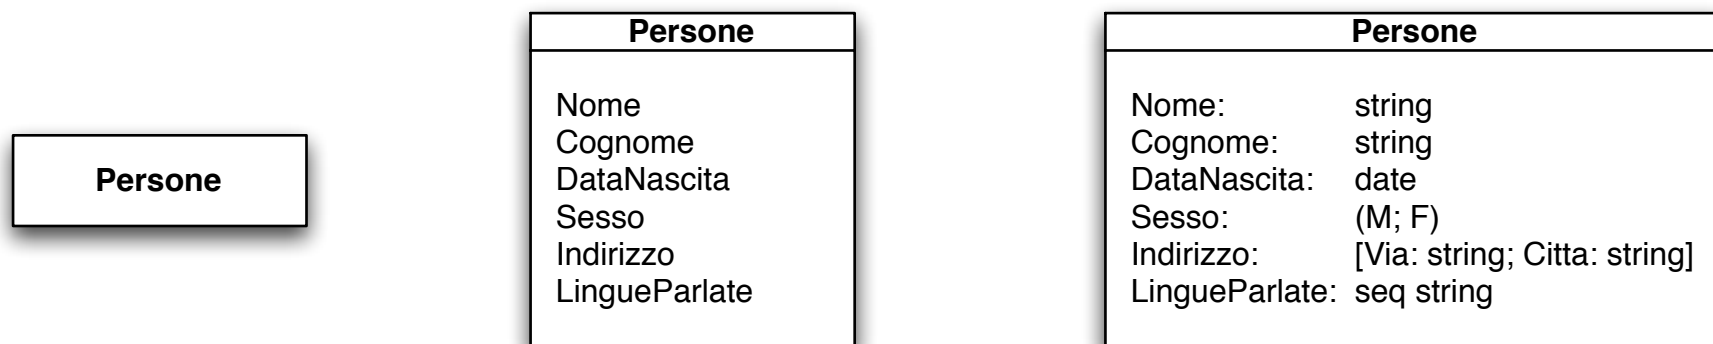 Persone
Persone
Nome
Cognome
DataNascita
Sesso
Indirizzo
LingueParlate
Persone
Nome: string
Cognome: string
DataNascita: date
Sesso: (M; F)
Indirizzo: [Via: string; Citta: string]
LingueParlate: seq string